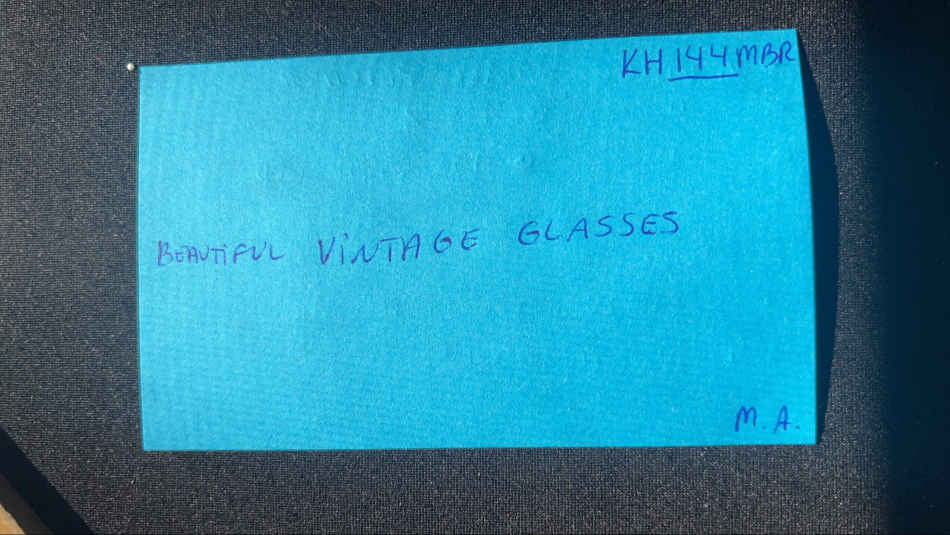 KH144MBR
BEAUTIFUL VINTAGE GLASSES
M. A.